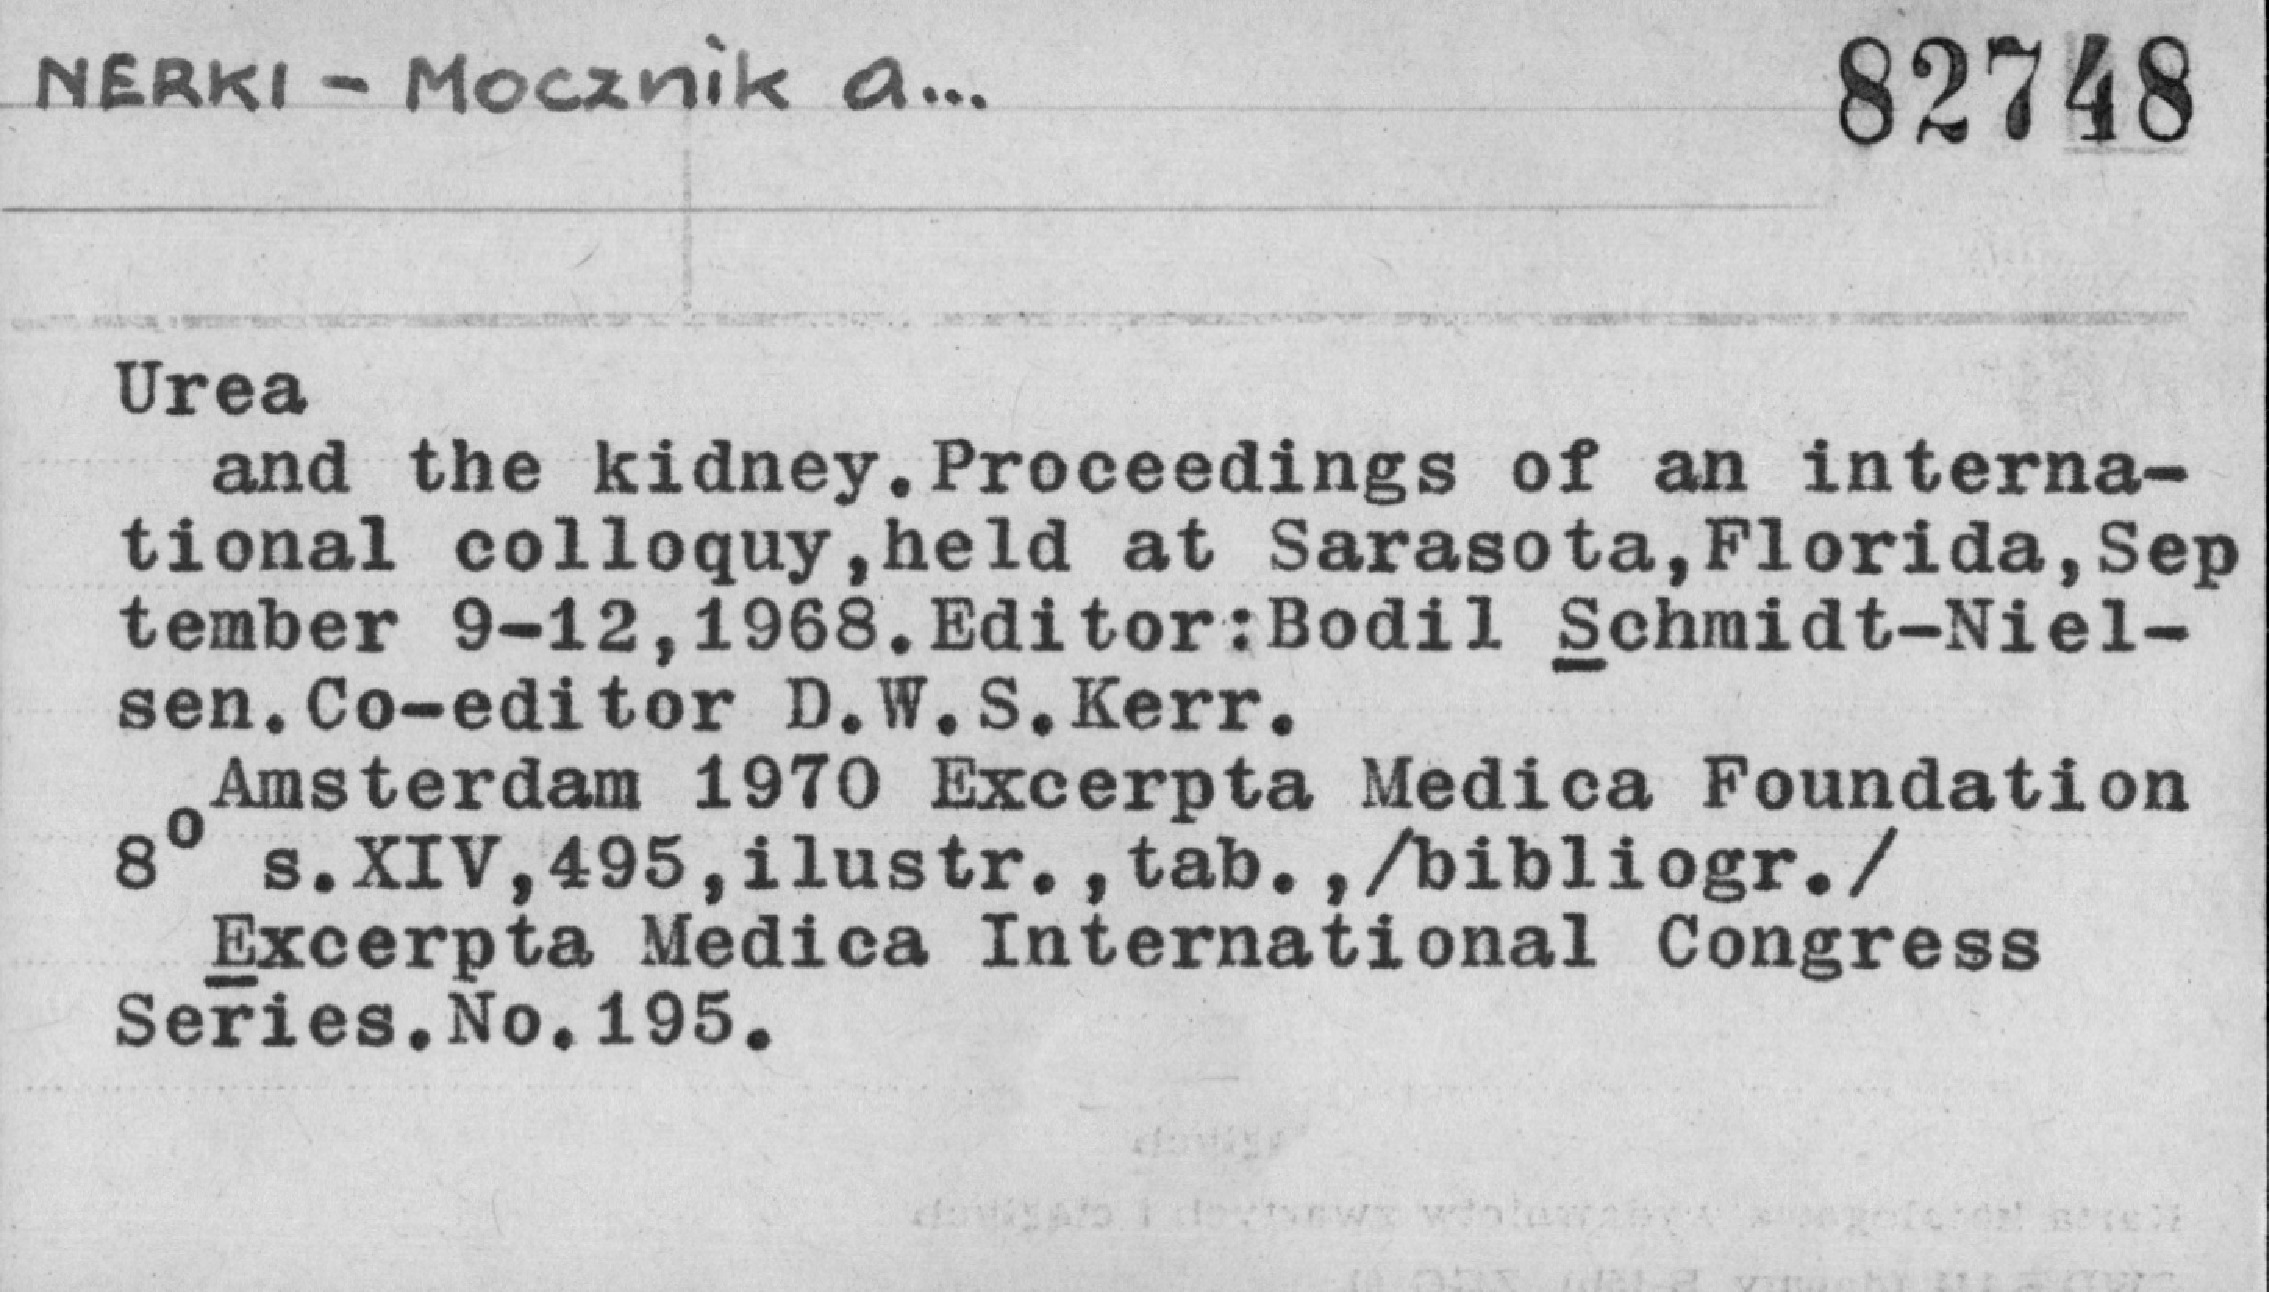 NERKI - Mocznik a...
82748
Urea
and the kidney.Proceedings of an interna-
tional colloquy,held at Sarasota,Florida,Sep
tember 9-12,1968.Editor:Bodil Schmidt-Niel-
sen.Co-editor D.W.S.Kerr.
Amsterdam 1970 Excerpta Medica Foundation
8° s.XIV,495,ilustr.,tab.,/bibliogr./
Excerpta Medica International Congress
Series.No.195.